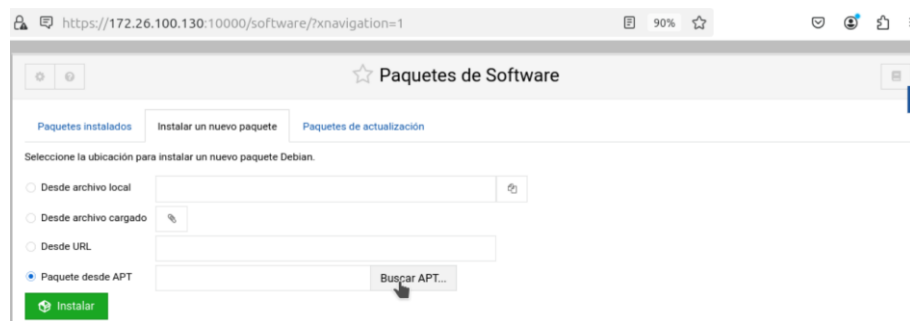 https://172.26.100.130:10000/software/?xnavigation=1 90%
Paquetes de Software
Paquetes instalados Instalar un nuevo paquete Paquetes de actualización
Seleccione la ubicación para instalar un nuevo paquete Debian.
Desde archivo local
Desde archivo cargado
Desde URL
Paquete desde APT Buscar APT...
Instalar